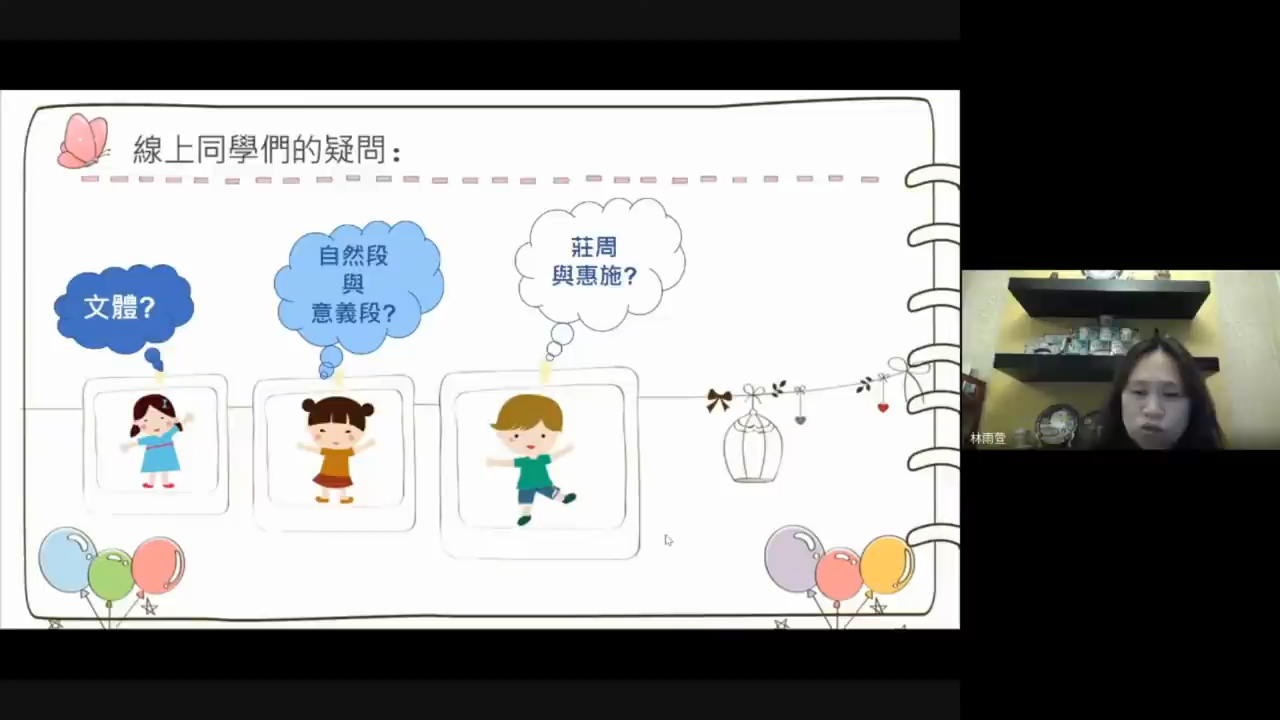 線上同學們的疑問：
文體?
自然段
與
意義段?
莊周
與惠施?
林雨萱